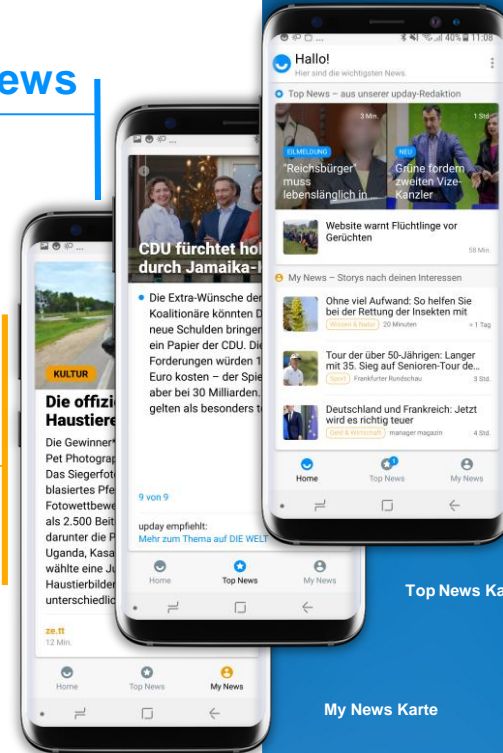 ews
11:08
40%
Hallo!
Hier sind die wichtigsten News.
Top News – aus unserer upday-Redaktion
3 Min.
1 Std.
EILMELDUNG
"Reichsbürger"
muss
lebenslänglich in
NEU
Grüne fordern
zweiten Vize-
Kanzler
Website warnt Flüchtlinge vor
Gerüchten
58 Min.
My News – Storys nach deinen Interessen
Ohne viel Aufwand: So helfen Sie
bei der Rettung der Insekten mit
Wissen & Natur 20 Minuten > 1 Tag
Tour der über 50-Jährigen: Langer
mit 35. Sieg auf Senioren-Tour de...
Sport Frankfurter Rundschau 3 Std.
Deutschland und Frankreich: Jetzt
wird es richtig teuer
Geld & Wirtschaft manager magazin 4 Std.
1
Home Top News My News
CDU fürchtet ho
durch Jamaika-
Die Extra-Wünsche der
Koalitionäre könnten D
neue Schulden bringen
ein Papier der CDU. Die
Forderungen würden 1
Euro kosten – der Spie
aber bei 30 Milliarden.
gelten als besonders t
9 von 9
upday empfiehlt:
Mehr zum Thema auf DIE WELT
Home Top News My News
KULTUR
Die offizi
Haustiere
Die Gewinner*
Pet Photograp
Das Siegerfot
blasiertes Pfe
Fotowettbewe
als 2.500 Beit
darunter die P
Uganda, Kasa
wählte eine Ju
Haustierbilder
unterschiedlic
ze.tt
12 Min.
Home Top News My News
Top News Ka
My News Karte